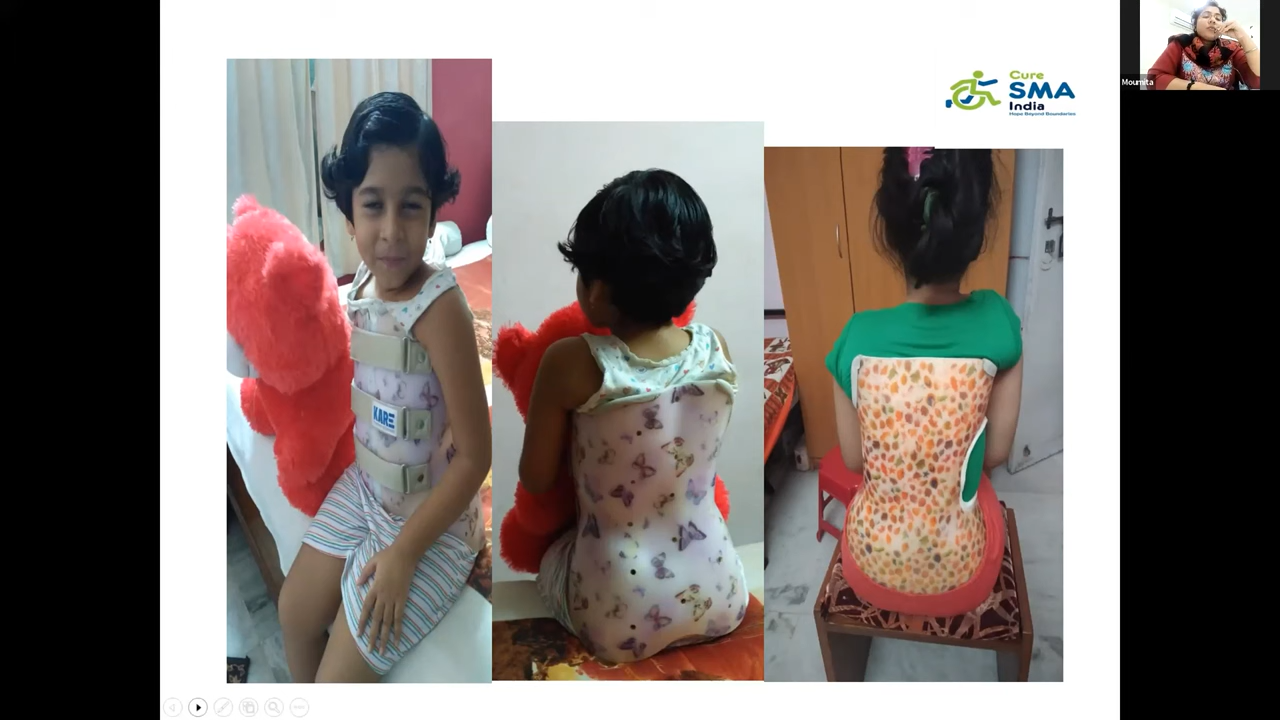 Cure
SMA
India
Hope Beyond Boundaries
Moumita
KARE